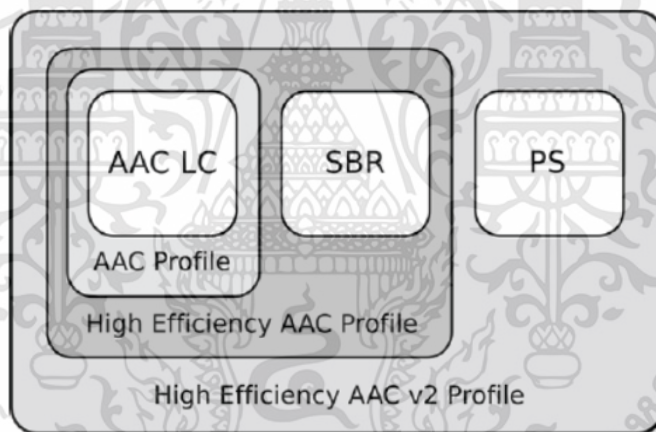 AAC LC
SBR
PS
AAC Profile
High Efficiency AAC Profile
High Efficiency AAC v2 Profile